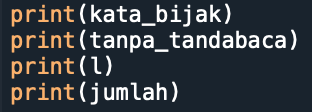 print(kata_bijak)
print(tanpa_tandabaca)
print(l)
print(jumlah)